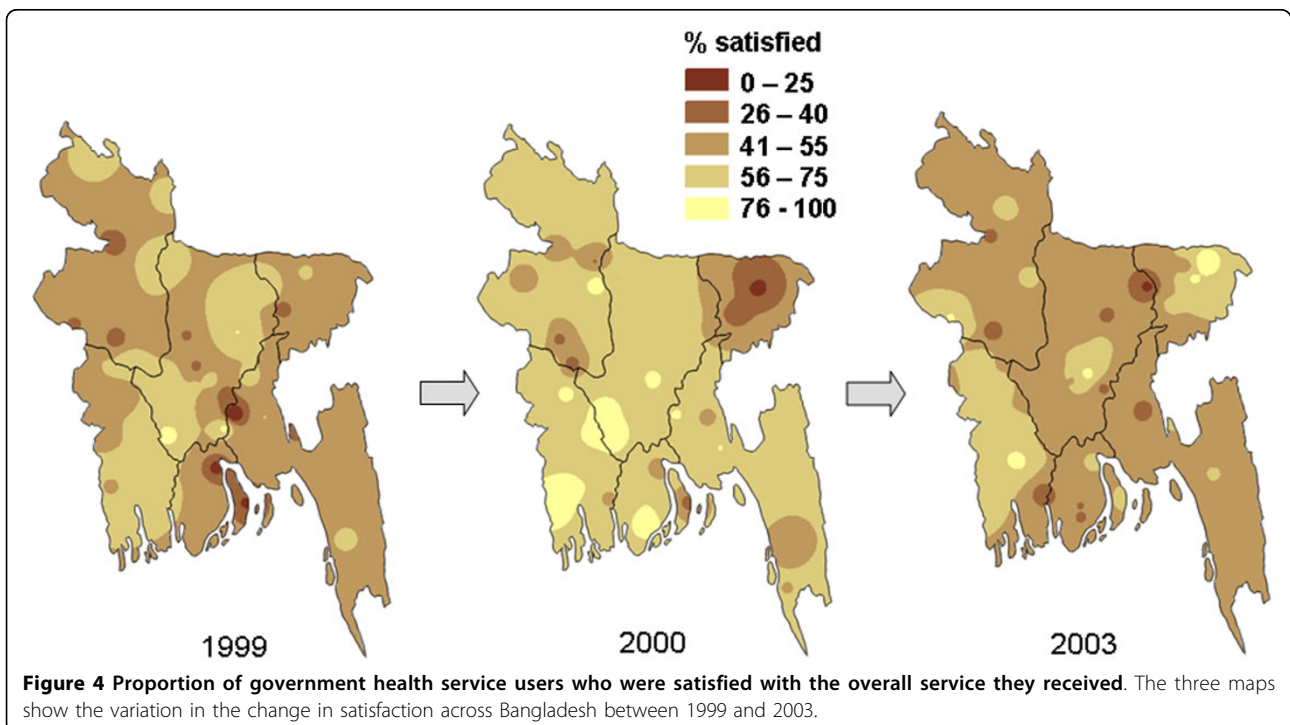 % satisfied
0 – 25
26 – 40
41 – 55
56 – 75
76 - 100
1999
2000
2003
Figure 4 Proportion of government health service users who were satisfied with the overall service they received. The three maps
show the variation in the change in satisfaction across Bangladesh between 1999 and 2003.